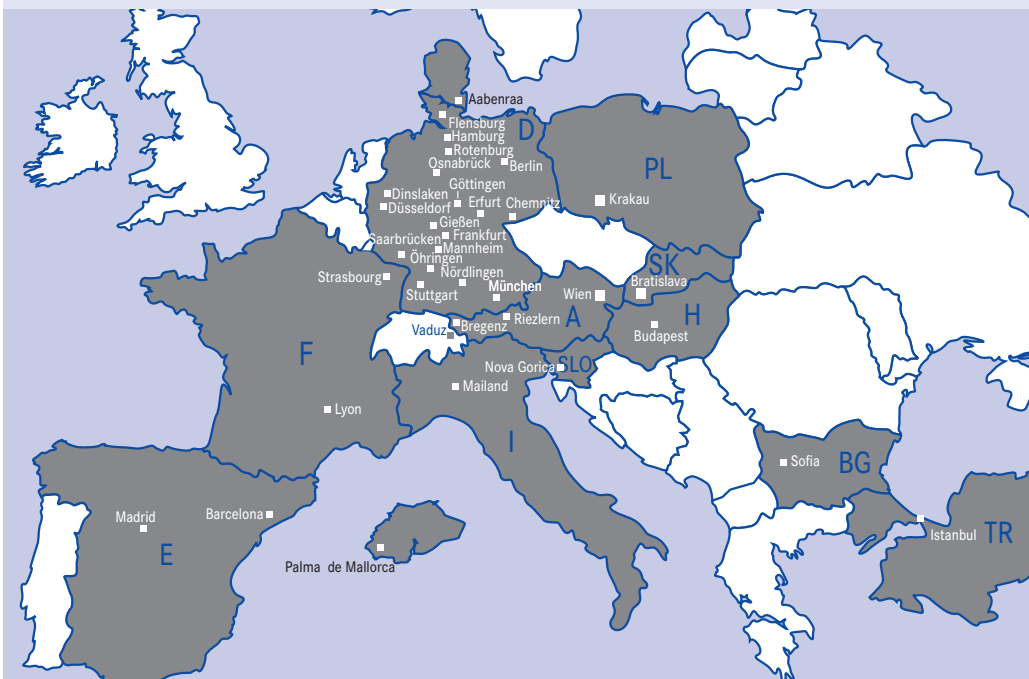 Aabenraa
Flensburg
D
Hamburg
Rotenburg
Osnabrück
Berlin
PL
Göttingen
Dinslaken
Erfurt
Chemnitz
Düsseldorf
Krakau
Gießen
Frankfurt
Saarbrücken
Mannheim
Öhringen
SK
Strasbourg
Nördlingen
Bratislava
München
Stuttgart
Wien
A
H
Riezlern
Bregenz
Vaduz
Budapest
F
Nova Gorica
SLO
Mailand
Lyon
I
Sofia
BG
Barcelona
Madrid
E
Istanbul
TR
Palma de Mallorca